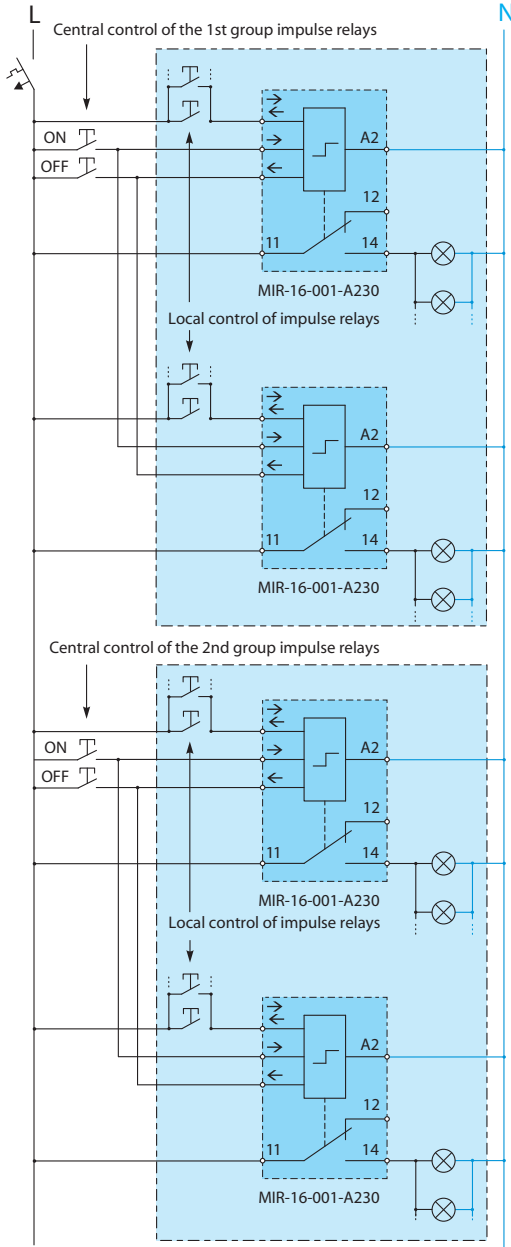 L
N
Central control of the 1st group impulse relays
ON
A2
OFF
12
11
14
MIR-16-001-A230
Local control of impulse relays
A2
12
11
14
MIR-16-001-A230
Central control of the 2nd group impulse relays
ON
A2
OFF
12
11
14
MIR-16-001-A230
Local control of impulse relays
A2
12
11
14
MIR-16-001-A230